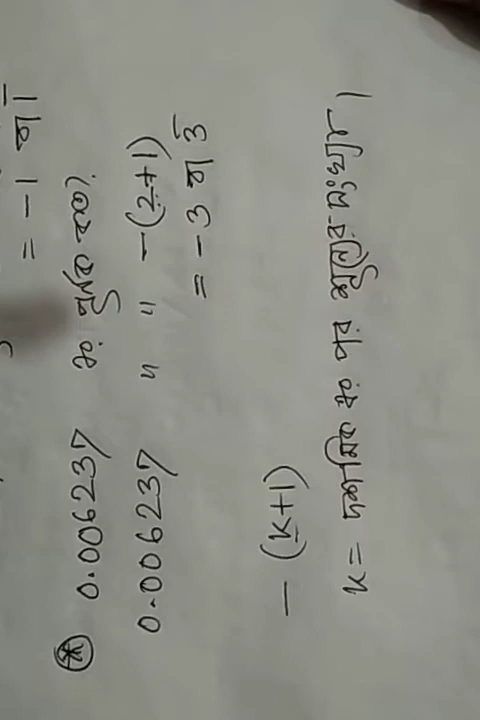 = -1 বা 1̅
⊛ 0.006237 এর পূর্ণক কত?
0.006237 " " -(2+1)
= -3 বা 3̅
- (k+1)
k = দশমিক এর পর শূন্যের সংখ্যা।